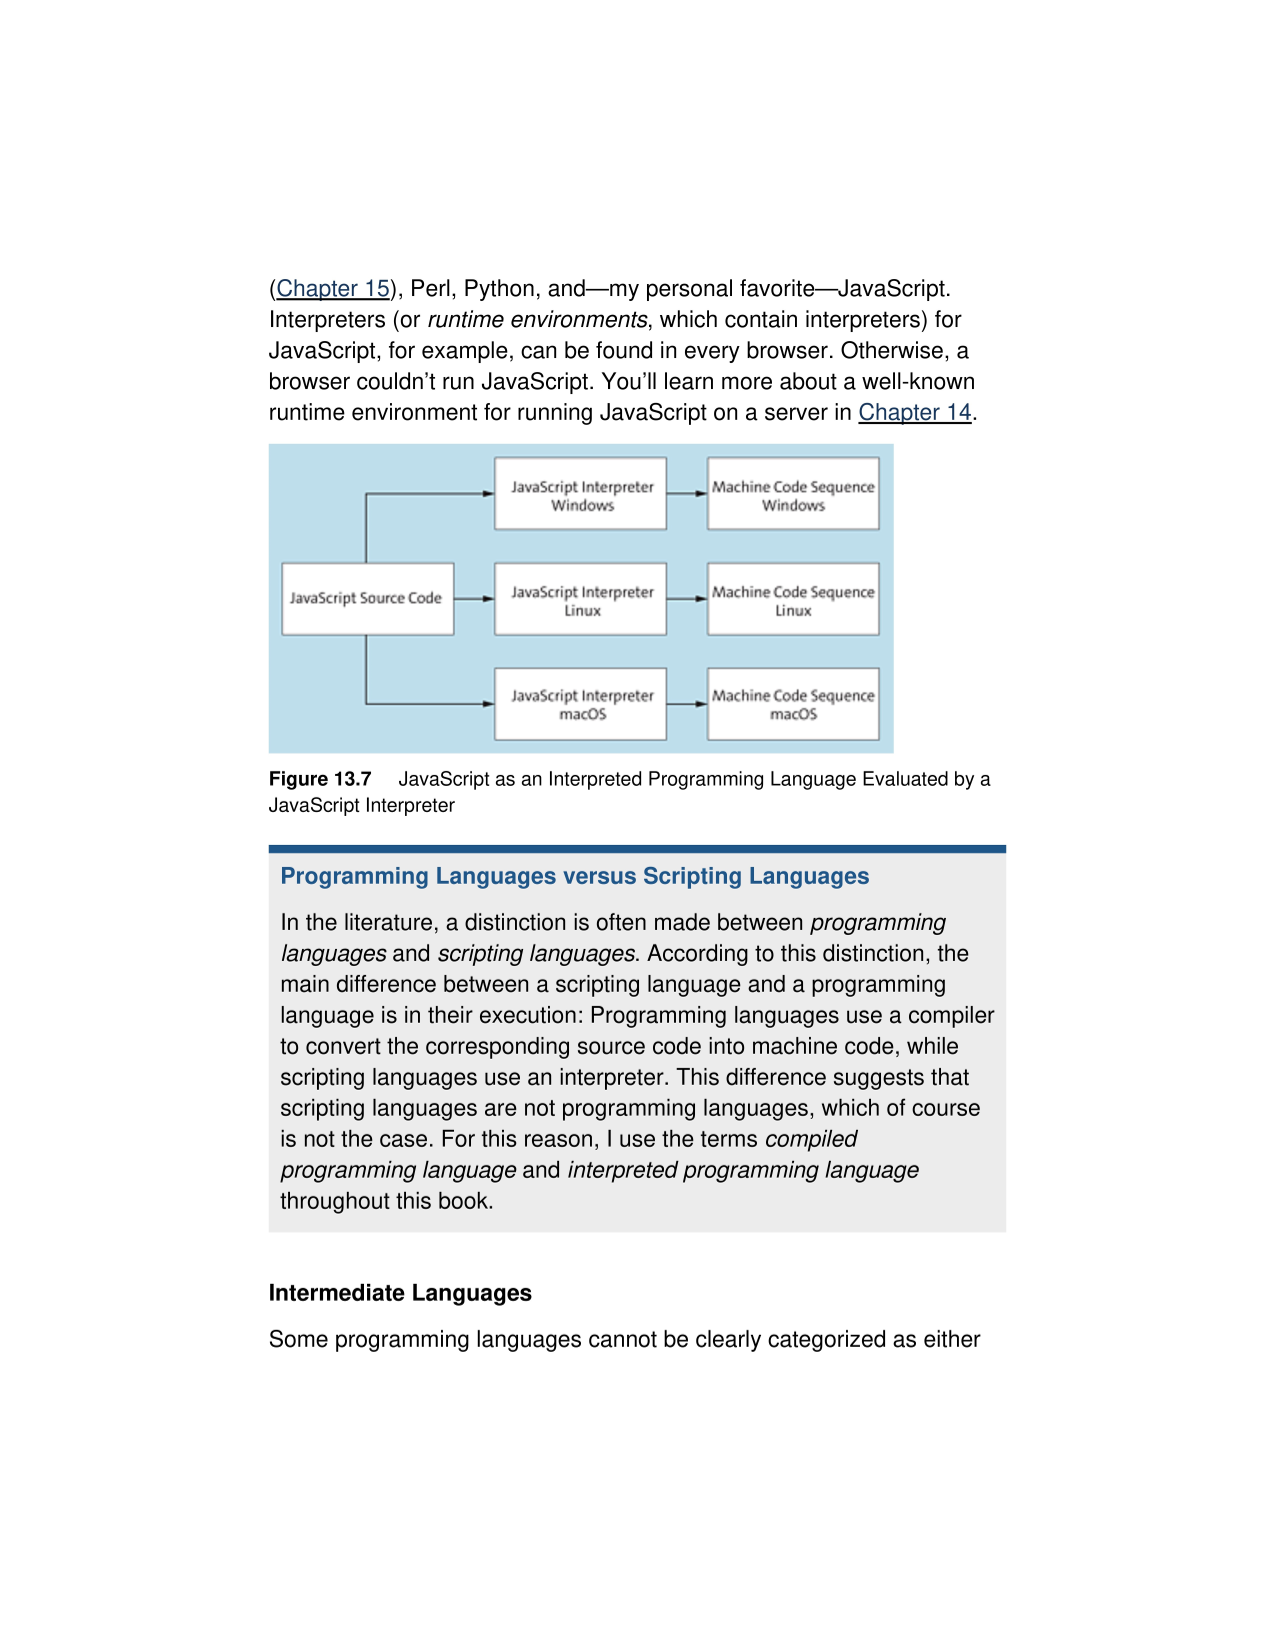 (Chapter 15), Perl, Python, and—my personal favorite—JavaScript.
Interpreters (or runtime environments, which contain interpreters) for
JavaScript, for example, can be found in every browser. Otherwise, a
browser couldn’t run JavaScript. You’ll learn more about a well-known
runtime environment for running JavaScript on a server in Chapter 14.
JavaScript Interpreter
Windows
Machine Code Sequence
Windows
JavaScript Source Code
JavaScript Interpreter
Linux
Machine Code Sequence
Linux
JavaScript Interpreter
macOS
Machine Code Sequence
macOS
Figure 13.7 JavaScript as an Interpreted Programming Language Evaluated by a
JavaScript Interpreter
Programming Languages versus Scripting Languages
In the literature, a distinction is often made between programming
languages and scripting languages. According to this distinction, the
main difference between a scripting language and a programming
language is in their execution: Programming languages use a compiler
to convert the corresponding source code into machine code, while
scripting languages use an interpreter. This difference suggests that
scripting languages are not programming languages, which of course
is not the case. For this reason, I use the terms compiled
programming language and interpreted programming language
throughout this book.
Intermediate Languages
Some programming languages cannot be clearly categorized as either